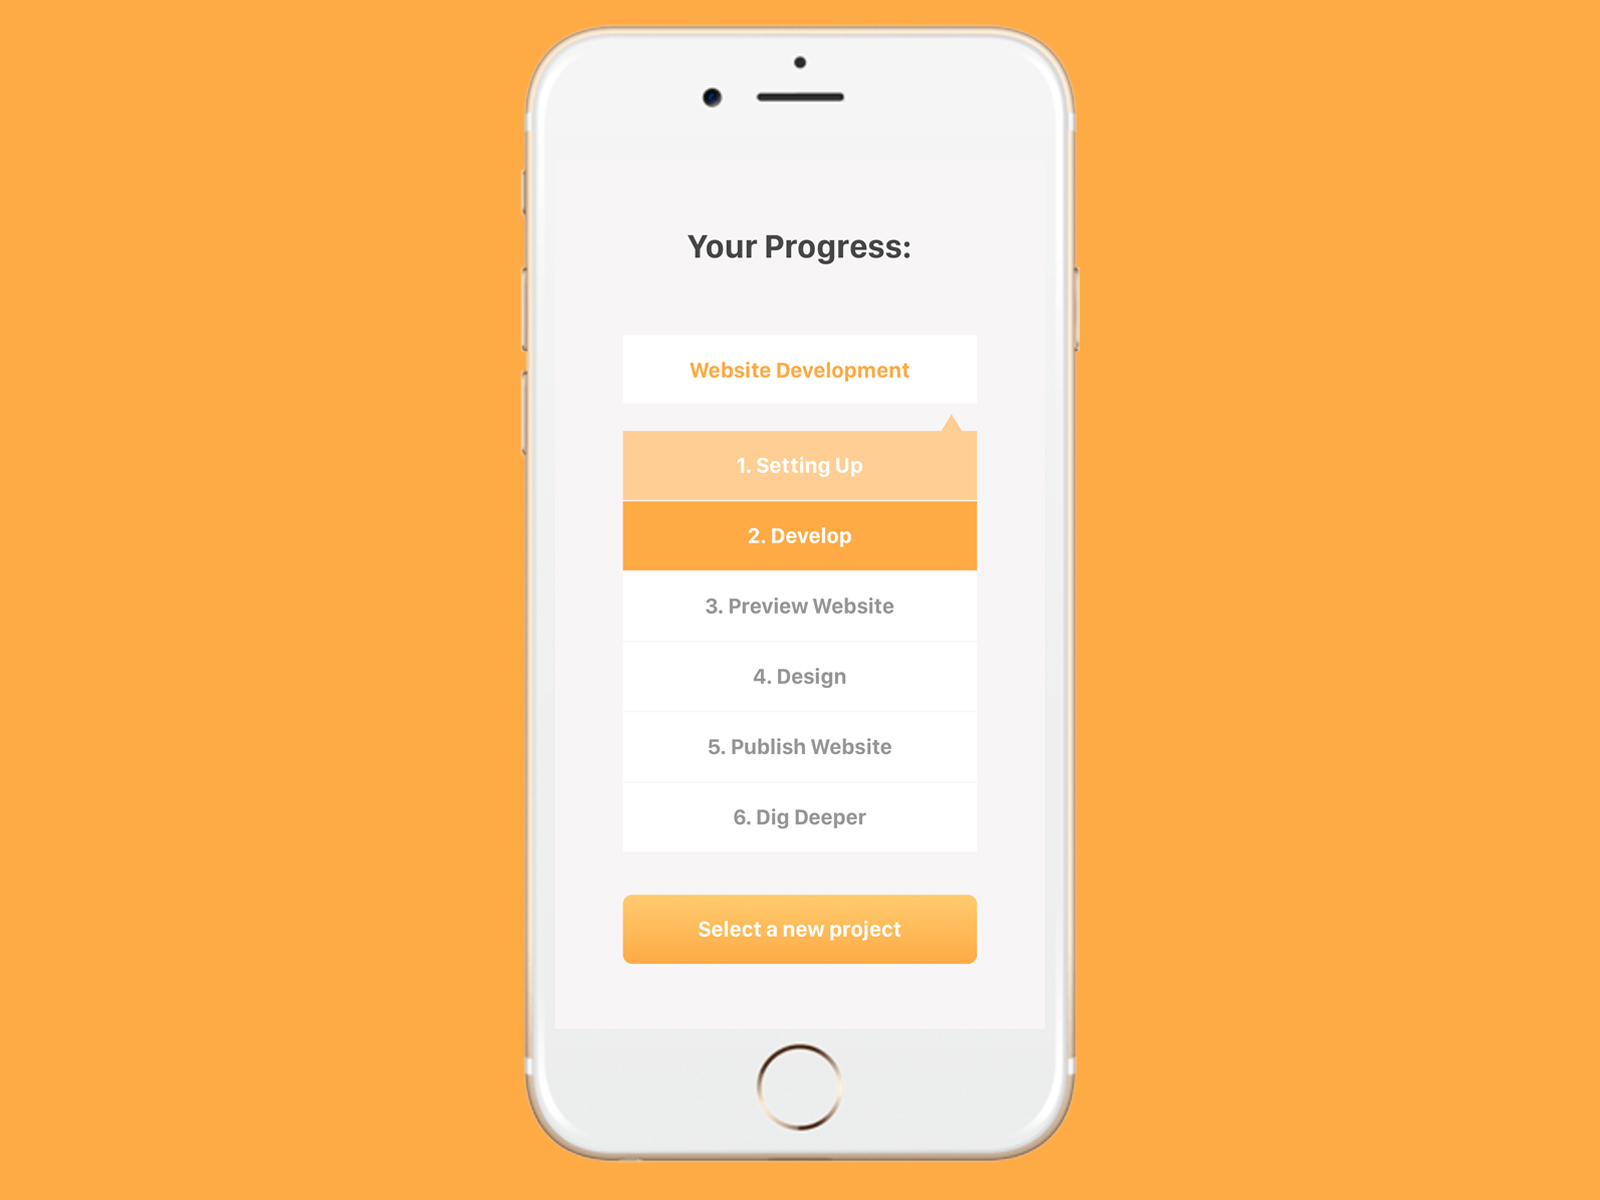 Your Progress:
Website Development
1. Setting Up
2. Develop
3. Preview Website
4. Design
5. Publish Website
6. Dig Deeper
Select a new project